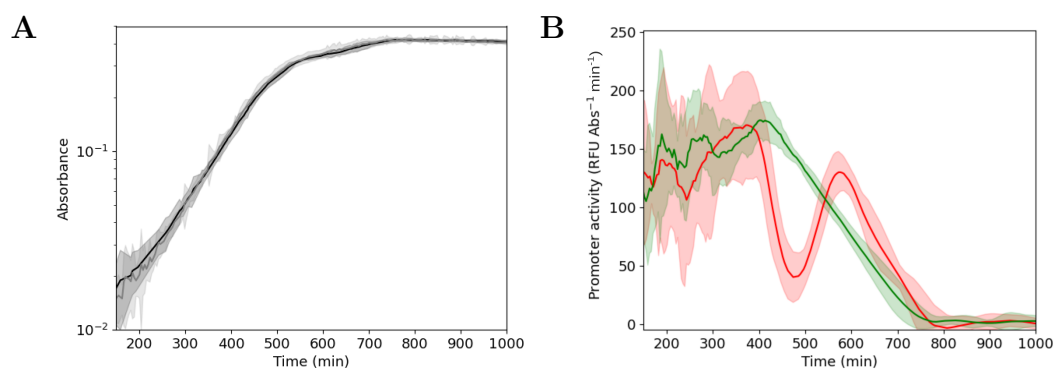 A
Absorbance
10⁻¹
10⁻²
200 300 400 500 600 700 800 900 1000
Time (min)
B
Promoter activity (RFU Abs⁻¹ min⁻¹)
250
200
150
100
50
0
200 300 400 500 600 700 800 900 1000
Time (min)